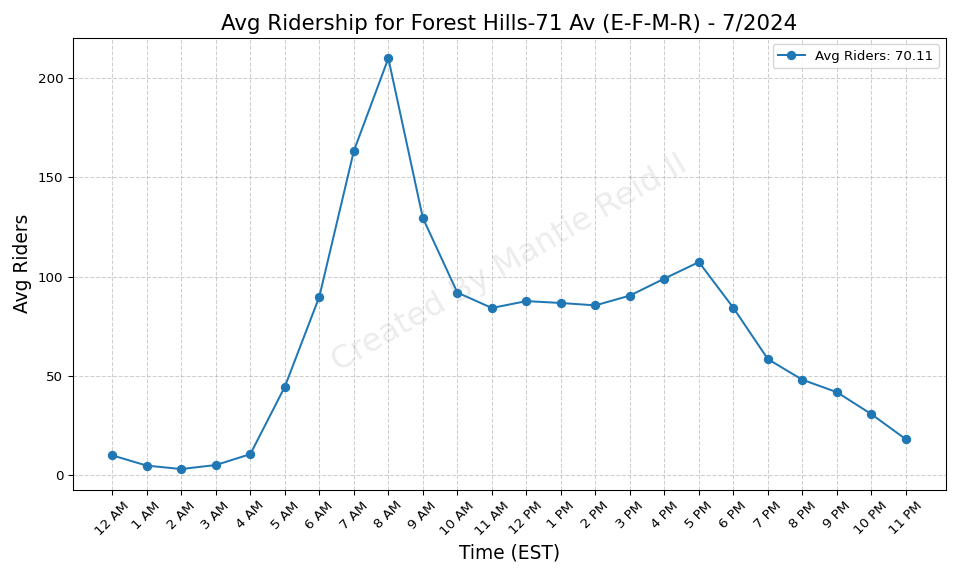 Avg Ridership for Forest Hills-71 Av (E-F-M-R) - 7/2024
Avg Riders: 70.11
200
150
100
50
0
Avg Riders
Created By Mantie Reid II
12 AM
1 AM
2 AM
3 AM
4 AM
5 AM
6 AM
7 AM
8 AM
9 AM
10 AM
11 AM
12 PM
1 PM
2 PM
3 PM
4 PM
5 PM
6 PM
7 PM
8 PM
9 PM
10 PM
11 PM
Time (EST)